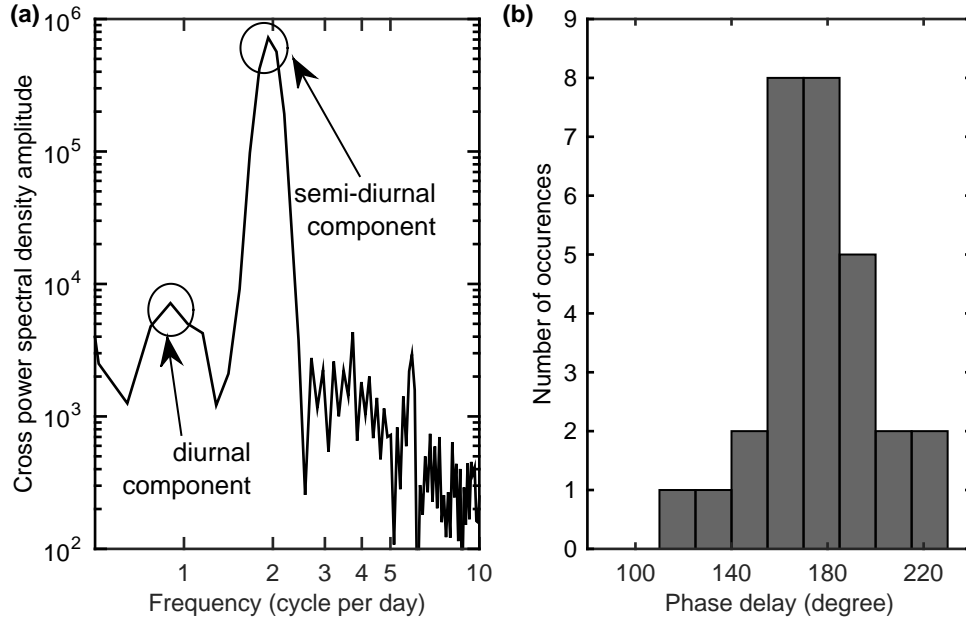 (a)
Cross power spectral density amplitude
10^6
10^5
10^4
10^3
10^2
semi-diurnal
component
diurnal
component
1
2
3
4
5
10
Frequency (cycle per day)
(b)
Number of occurences
9
8
7
6
5
4
3
2
1
0
100
140
180
220
Phase delay (degree)